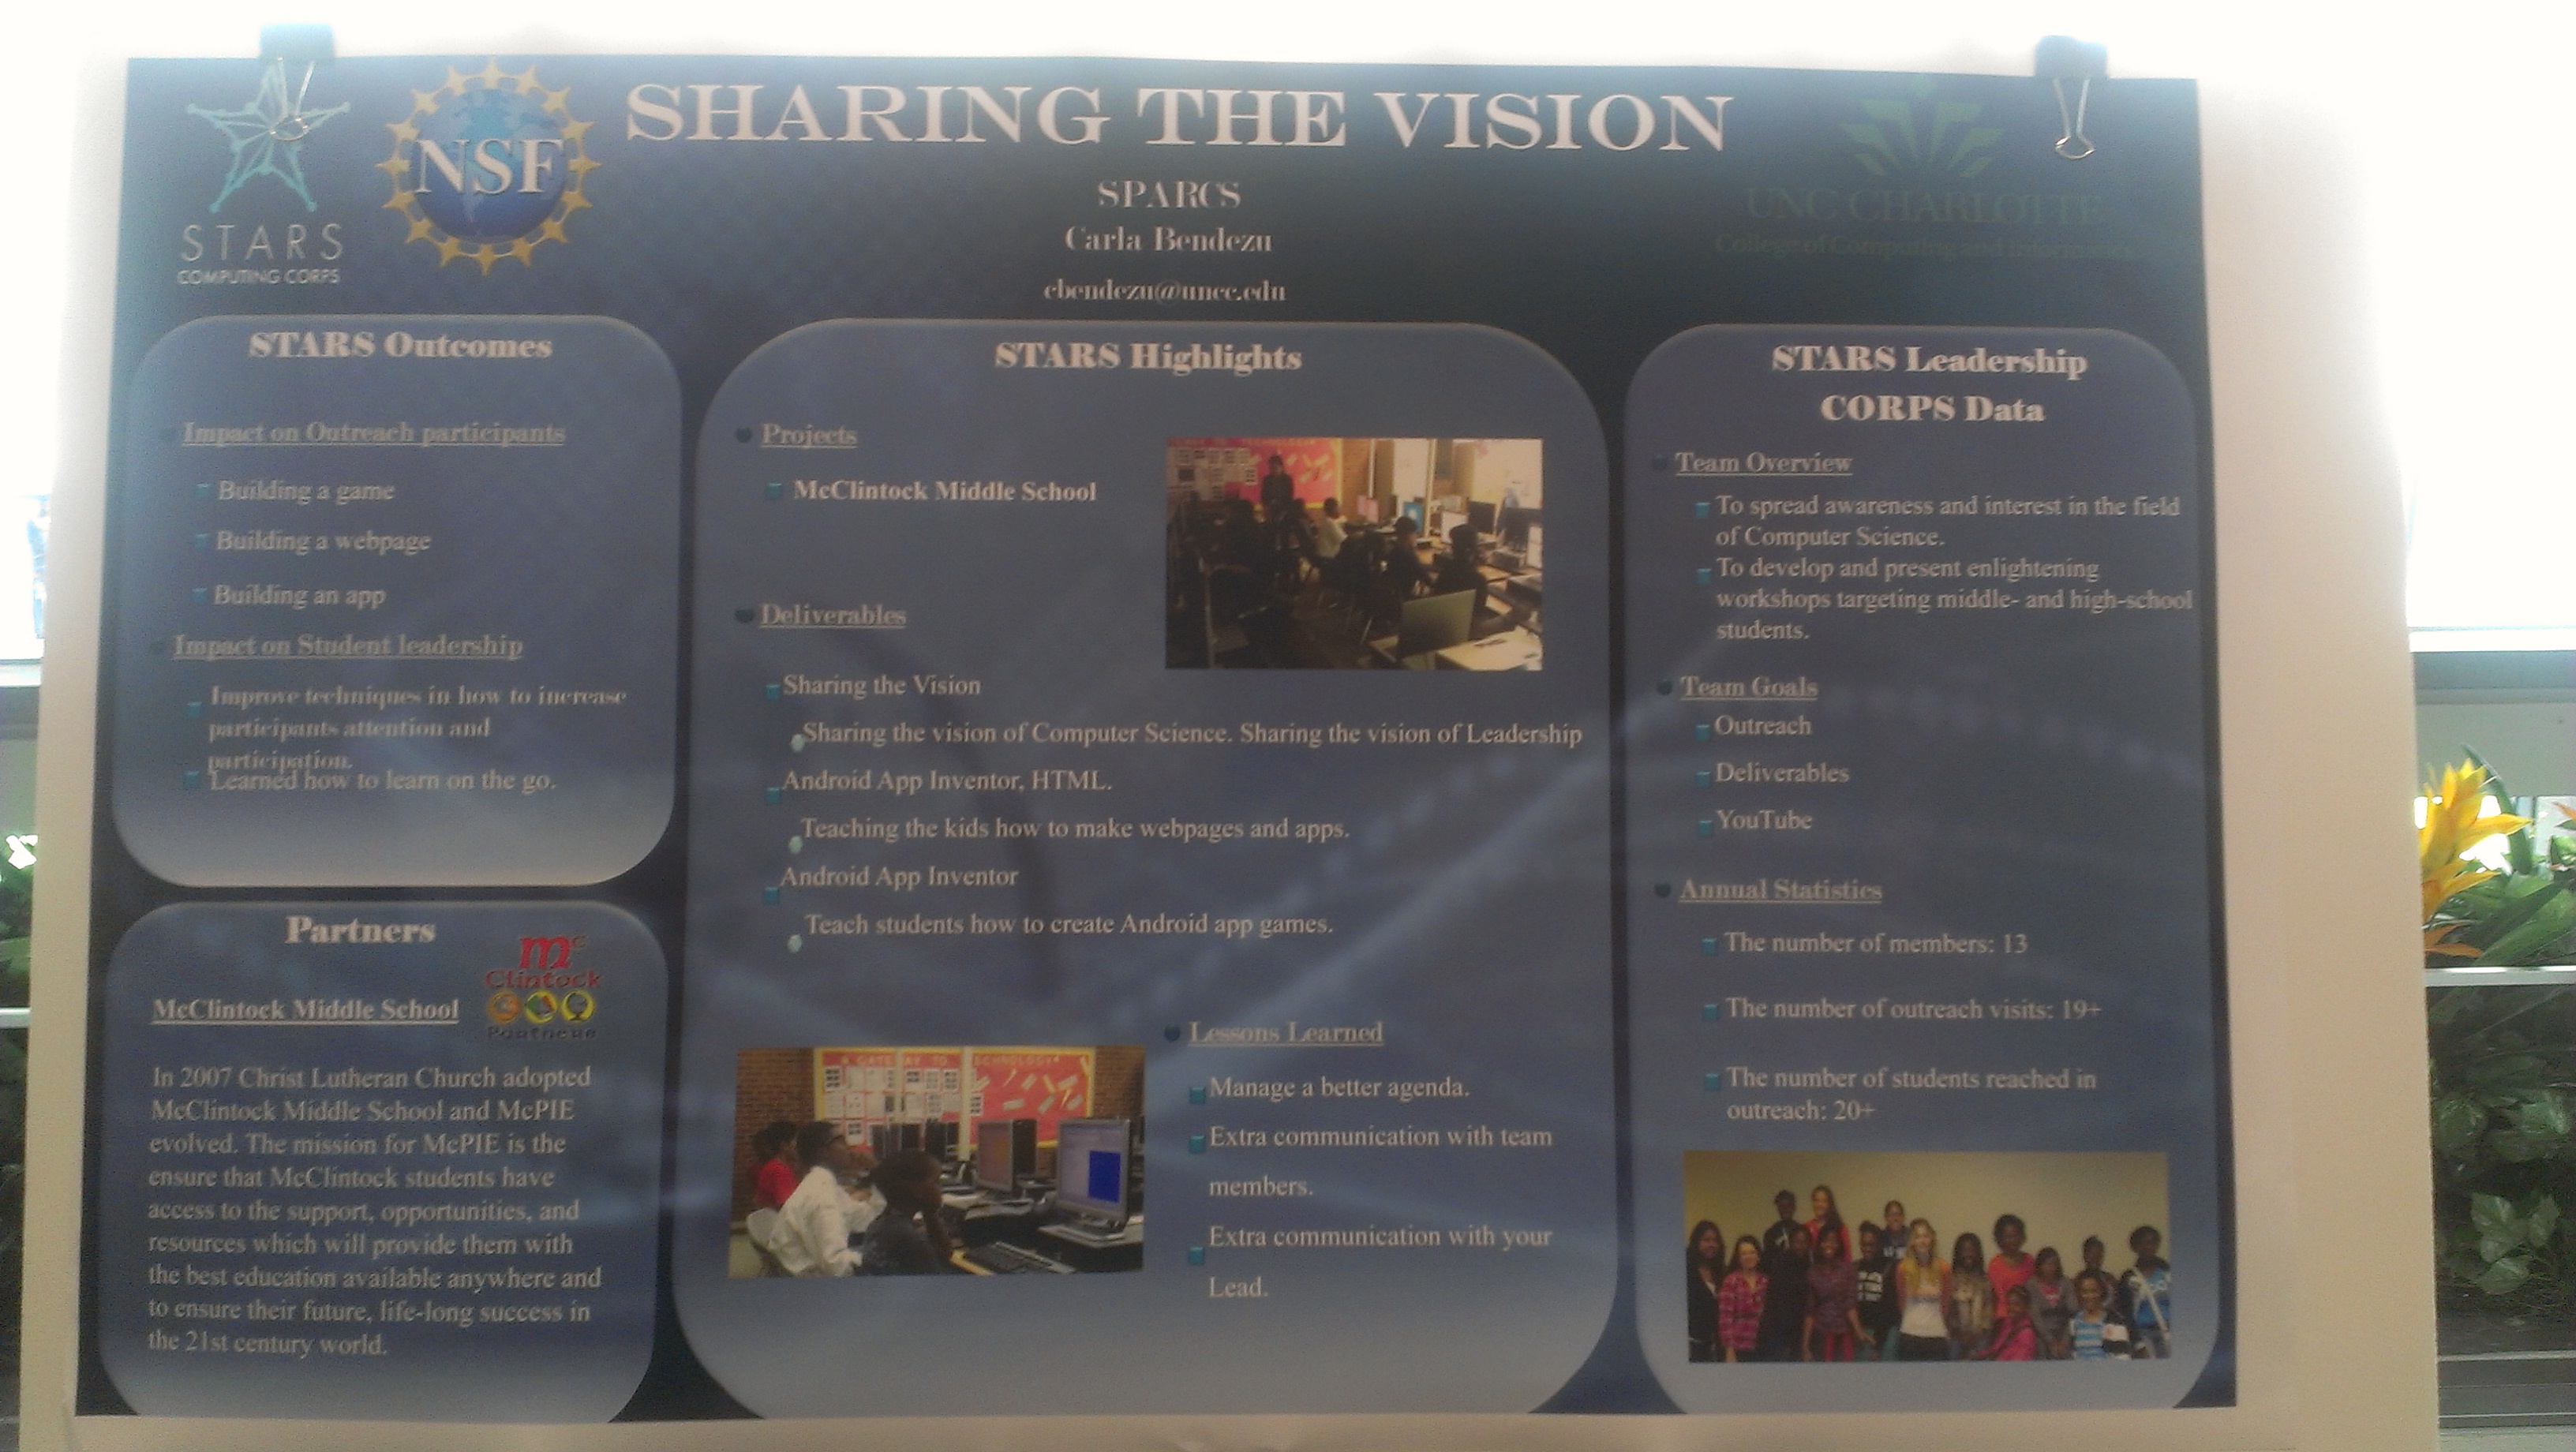 STARS
COMPUTING CORPS
NSF
SHARING THE VISION
SPARCS
Carla Bendezu
cbendezu@uncc.edu
UNC CHARLOTTE
College of Computing and Informatics
STARS Outcomes
Impact on Outreach participants
Building a game
Building a webpage
Building an app
Impact on Student leadership
Improve techniques in how to increase
participants attention and
participation.
Learned how to learn on the go.
Partners
Mc
Clintock
Partners
McClintock Middle School
In 2007 Christ Lutheran Church adopted
McClintock Middle School and McPIE
evolved. The mission for McPIE is the
ensure that McClintock students have
access to the support, opportunities, and
resources which will provide them with
the best education available anywhere and
to ensure their future, life-long success in
the 21st century world.
STARS Highlights
Projects
McClintock Middle School
Deliverables
Sharing the Vision
Sharing the vision of Computer Science. Sharing the vision of Leadership
Android App Inventor, HTML.
Teaching the kids how to make webpages and apps.
Android App Inventor
Teach students how to create Android app games.
A GATEWAY TO TECHNOLOGY
Lessons Learned
Manage a better agenda.
Extra communication with team
members.
Extra communication with your
Lead.
STARS Leadership
CORPS Data
Team Overview
To spread awareness and interest in the field
of Computer Science.
To develop and present enlightening
workshops targeting middle- and high-school
students.
Team Goals
Outreach
Deliverables
YouTube
Annual Statistics
The number of members: 13
The number of outreach visits: 19+
The number of students reached in
outreach: 20+